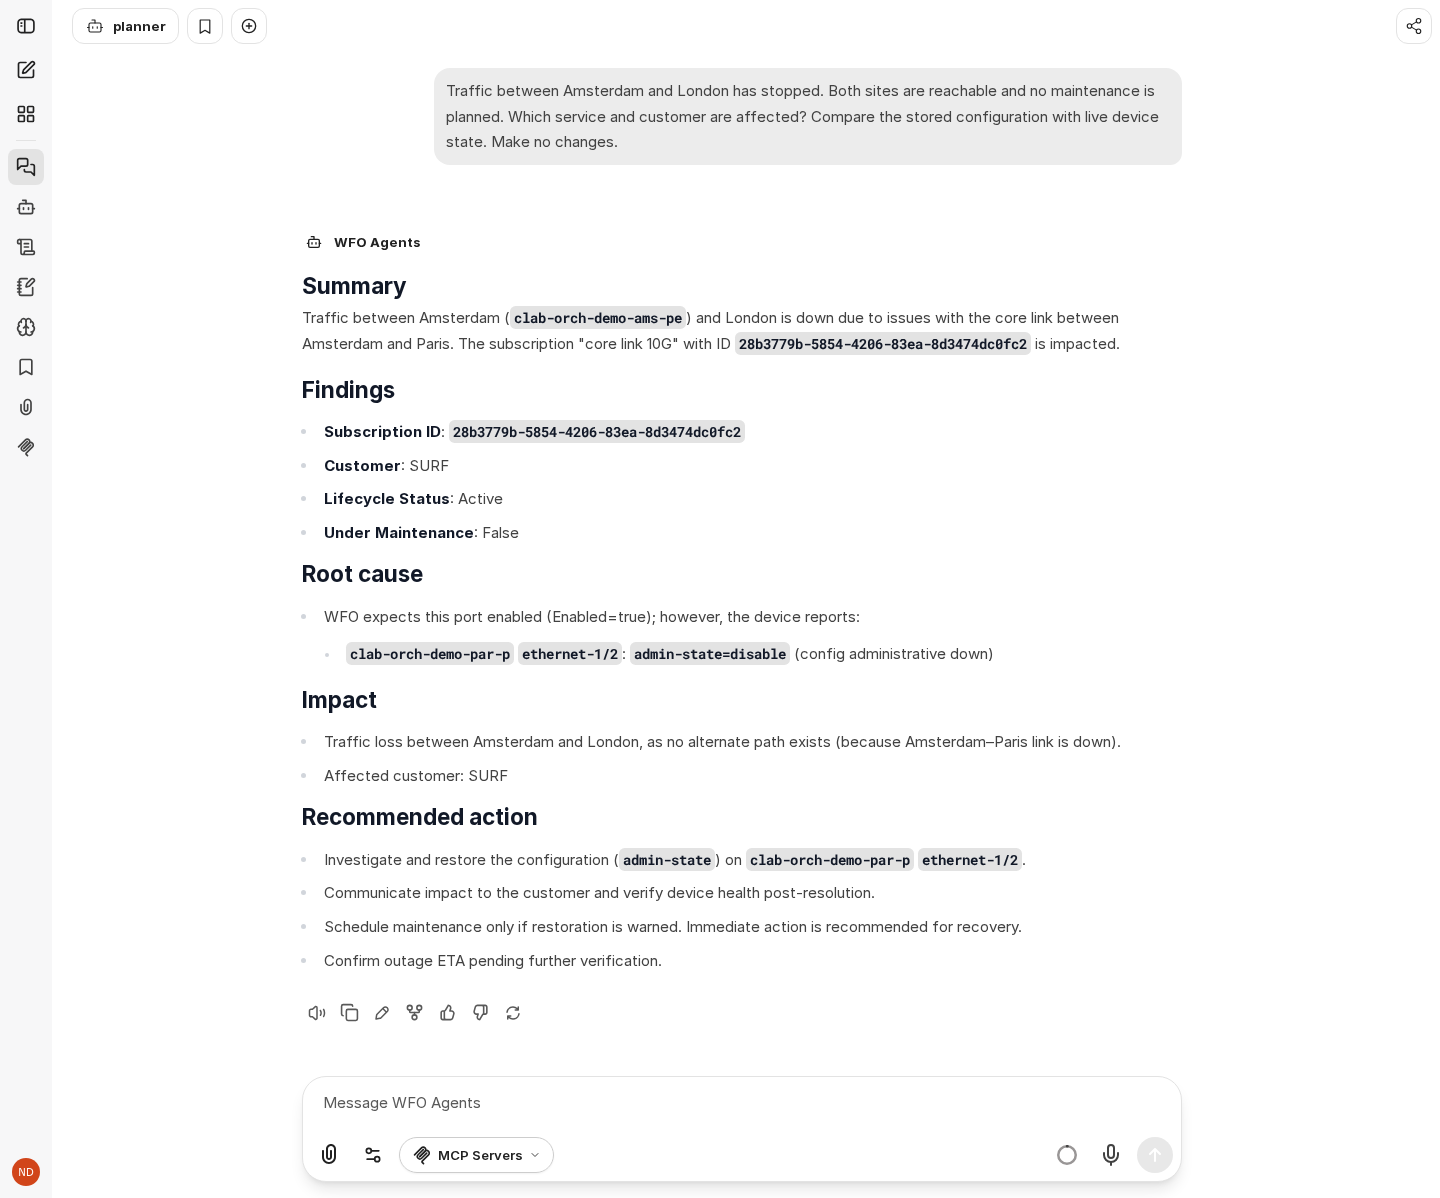 planner
Traffic between Amsterdam and London has stopped. Both sites are reachable and no maintenance is
planned. Which service and customer are affected? Compare the stored configuration with live device
state. Make no changes.
WFO Agents
Summary
Traffic between Amsterdam (clab-orch-demo-ams-pe) and London is down due to issues with the core link between
Amsterdam and Paris. The subscription "core link 10G" with ID 28b3779b-5854-4206-83ea-8d3474dc0fc2 is impacted.
Findings
Subscription ID: 28b3779b-5854-4206-83ea-8d3474dc0fc2
Customer: SURF
Lifecycle Status: Active
Under Maintenance: False
Root cause
WFO expects this port enabled (Enabled=true); however, the device reports:
clab-orch-demo-par-p ethernet-1/2: admin-state=disable (config administrative down)
Impact
Traffic loss between Amsterdam and London, as no alternate path exists (because Amsterdam–Paris link is down).
Affected customer: SURF
Recommended action
Investigate and restore the configuration (admin-state) on clab-orch-demo-par-p ethernet-1/2.
Communicate impact to the customer and verify device health post-resolution.
Schedule maintenance only if restoration is warned. Immediate action is recommended for recovery.
Confirm outage ETA pending further verification.
Message WFO Agents
MCP Servers
ND